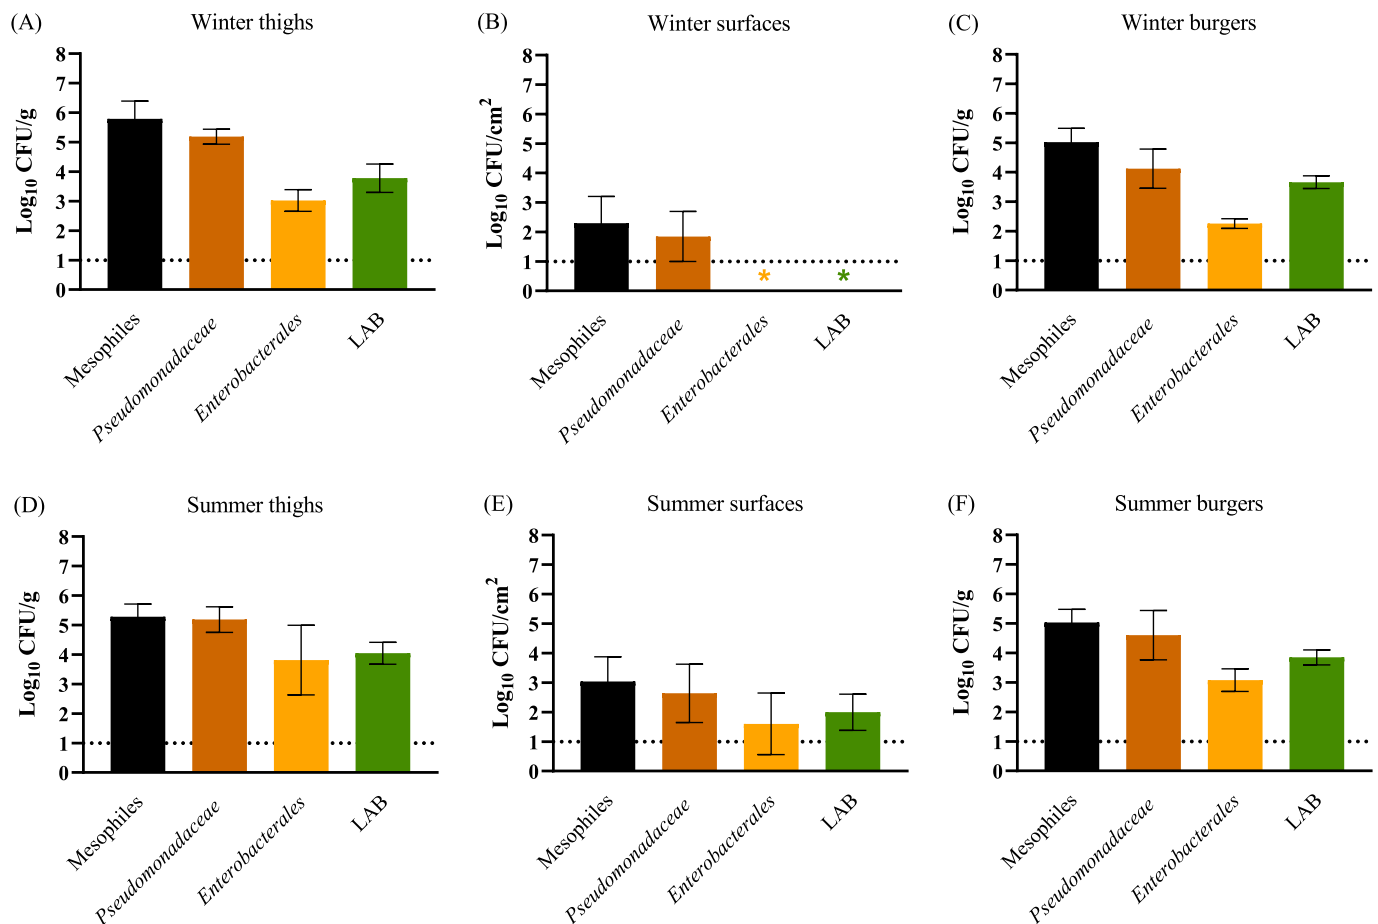 (A) Winter thighs
Log10 CFU/g
8
7
6
5
4
3
2
1
0
Mesophiles
Pseudomonadaceae
Enterobacterales
LAB
(B) Winter surfaces
Log10 CFU/cm2
8
7
6
5
4
3
2
1
0
*
*
Mesophiles
Pseudomonadaceae
Enterobacterales
LAB
(C) Winter burgers
Log10 CFU/g
8
7
6
5
4
3
2
1
0
Mesophiles
Pseudomonadaceae
Enterobacterales
LAB
(D) Summer thighs
Log10 CFU/g
8
7
6
5
4
3
2
1
0
Mesophiles
Pseudomonadaceae
Enterobacterales
LAB
(E) Summer surfaces
Log10 CFU/cm2
8
7
6
5
4
3
2
1
0
Mesophiles
Pseudomonadaceae
Enterobacterales
LAB
(F) Summer burgers
Log10 CFU/g
8
7
6
5
4
3
2
1
0
Mesophiles
Pseudomonadaceae
Enterobacterales
LAB